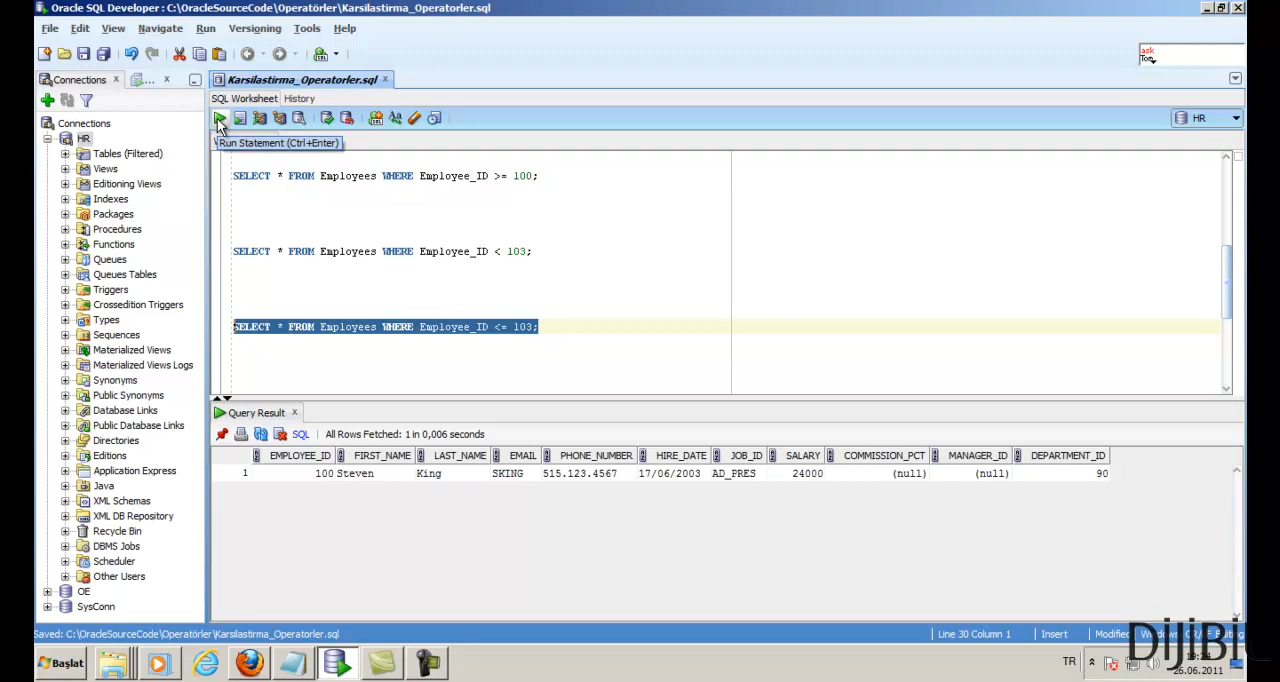 Oracle SQL Developer : C:\OracleSourceCode\Operatörler\Karsilastirma_Operatorler.sql
File Edit View Navigate Run Versioning Tools Help
ask
Tom
Connections ... Karsilastirma_Operatorler.sql
SQL Worksheet History
HR
Run Statement (Ctrl+Enter)
Connections
HR
Tables (Filtered)
Views
Editioning Views
Indexes
Packages
Procedures
Functions
Queues
Queues Tables
Triggers
Crossedition Triggers
Types
Sequences
Materialized Views
Materialized Views Logs
Synonyms
Public Synonyms
Database Links
Public Database Links
Directories
Editions
Application Express
Java
XML Schemas
XML DB Repository
Recycle Bin
DBMS Jobs
Scheduler
Other Users
OE
SysConn
SELECT * FROM Employees WHERE Employee_ID >= 100;
SELECT * FROM Employees WHERE Employee_ID < 103;
SELECT * FROM Employees WHERE Employee_ID <= 103;
Query Result
SQL | All Rows Fetched: 1 in 0,006 seconds
EMPLOYEE_ID FIRST_NAME LAST_NAME EMAIL PHONE_NUMBER HIRE_DATE JOB_ID SALARY COMMISSION_PCT MANAGER_ID DEPARTMENT_ID
1 100 Steven King SKING 515.123.4567 17/06/2003 AD_PRES 24000 (null) (null) 90
Saved: C:\OracleSourceCode\Operatörler\Karsilastirma_Operatorler.sql
Line 30 Column 1 Insert
Başlat
TR
26.06.2011